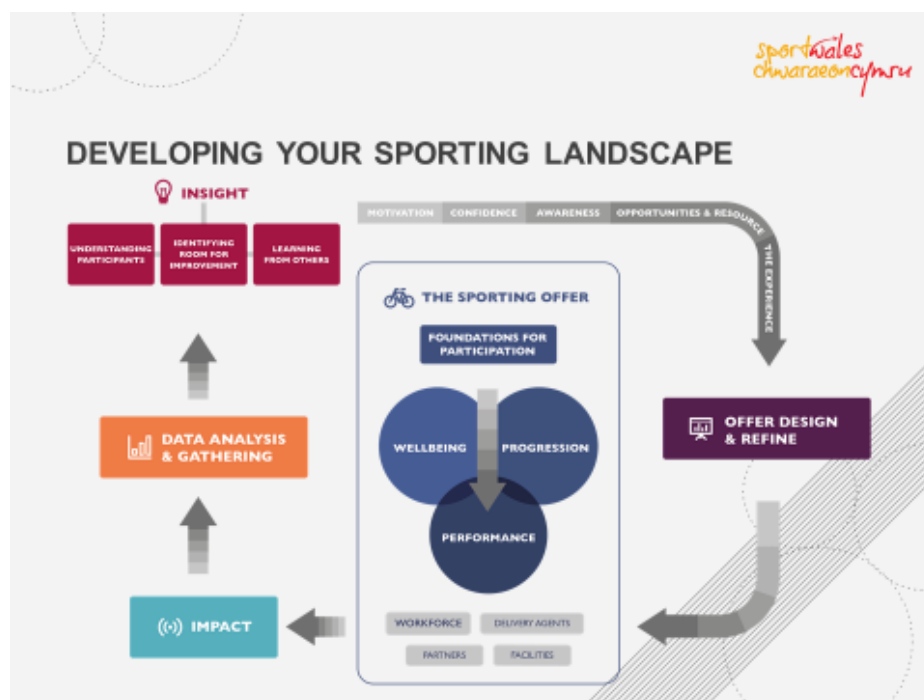 sportwales
chwaraeoncymru
DEVELOPING YOUR SPORTING LANDSCAPE
INSIGHT
UNDERSTANDING
PARTICIPANTS
IDENTIFYING
ROOM FOR
IMPROVEMENT
LEARNING
FROM OTHERS
MOTIVATION
CONFIDENCE
AWARENESS
OPPORTUNITIES & RESOURCE
THE EXPERIENCE
THE SPORTING OFFER
FOUNDATIONS FOR
PARTICIPATION
WELLBEING
PROGRESSION
PERFORMANCE
WORKFORCE
DELIVERY AGENTS
PARTNERS
FACILITIES
OFFER DESIGN
& REFINE
DATA ANALYSIS
& GATHERING
IMPACT